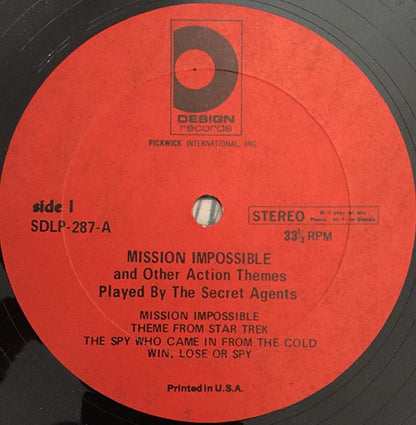 DESIGN
records
PICKWICK INTERNATIONAL, INC.
side 1
SDLP-287-A
STEREO
33⅓ RPM
MISSION IMPOSSIBLE
and Other Action Themes
Played By The Secret Agents
MISSION IMPOSSIBLE
THEME FROM STAR TREK
THE SPY WHO CAME IN FROM THE COLD
WIN, LOSE OR SPY
Printed in U.S.A.